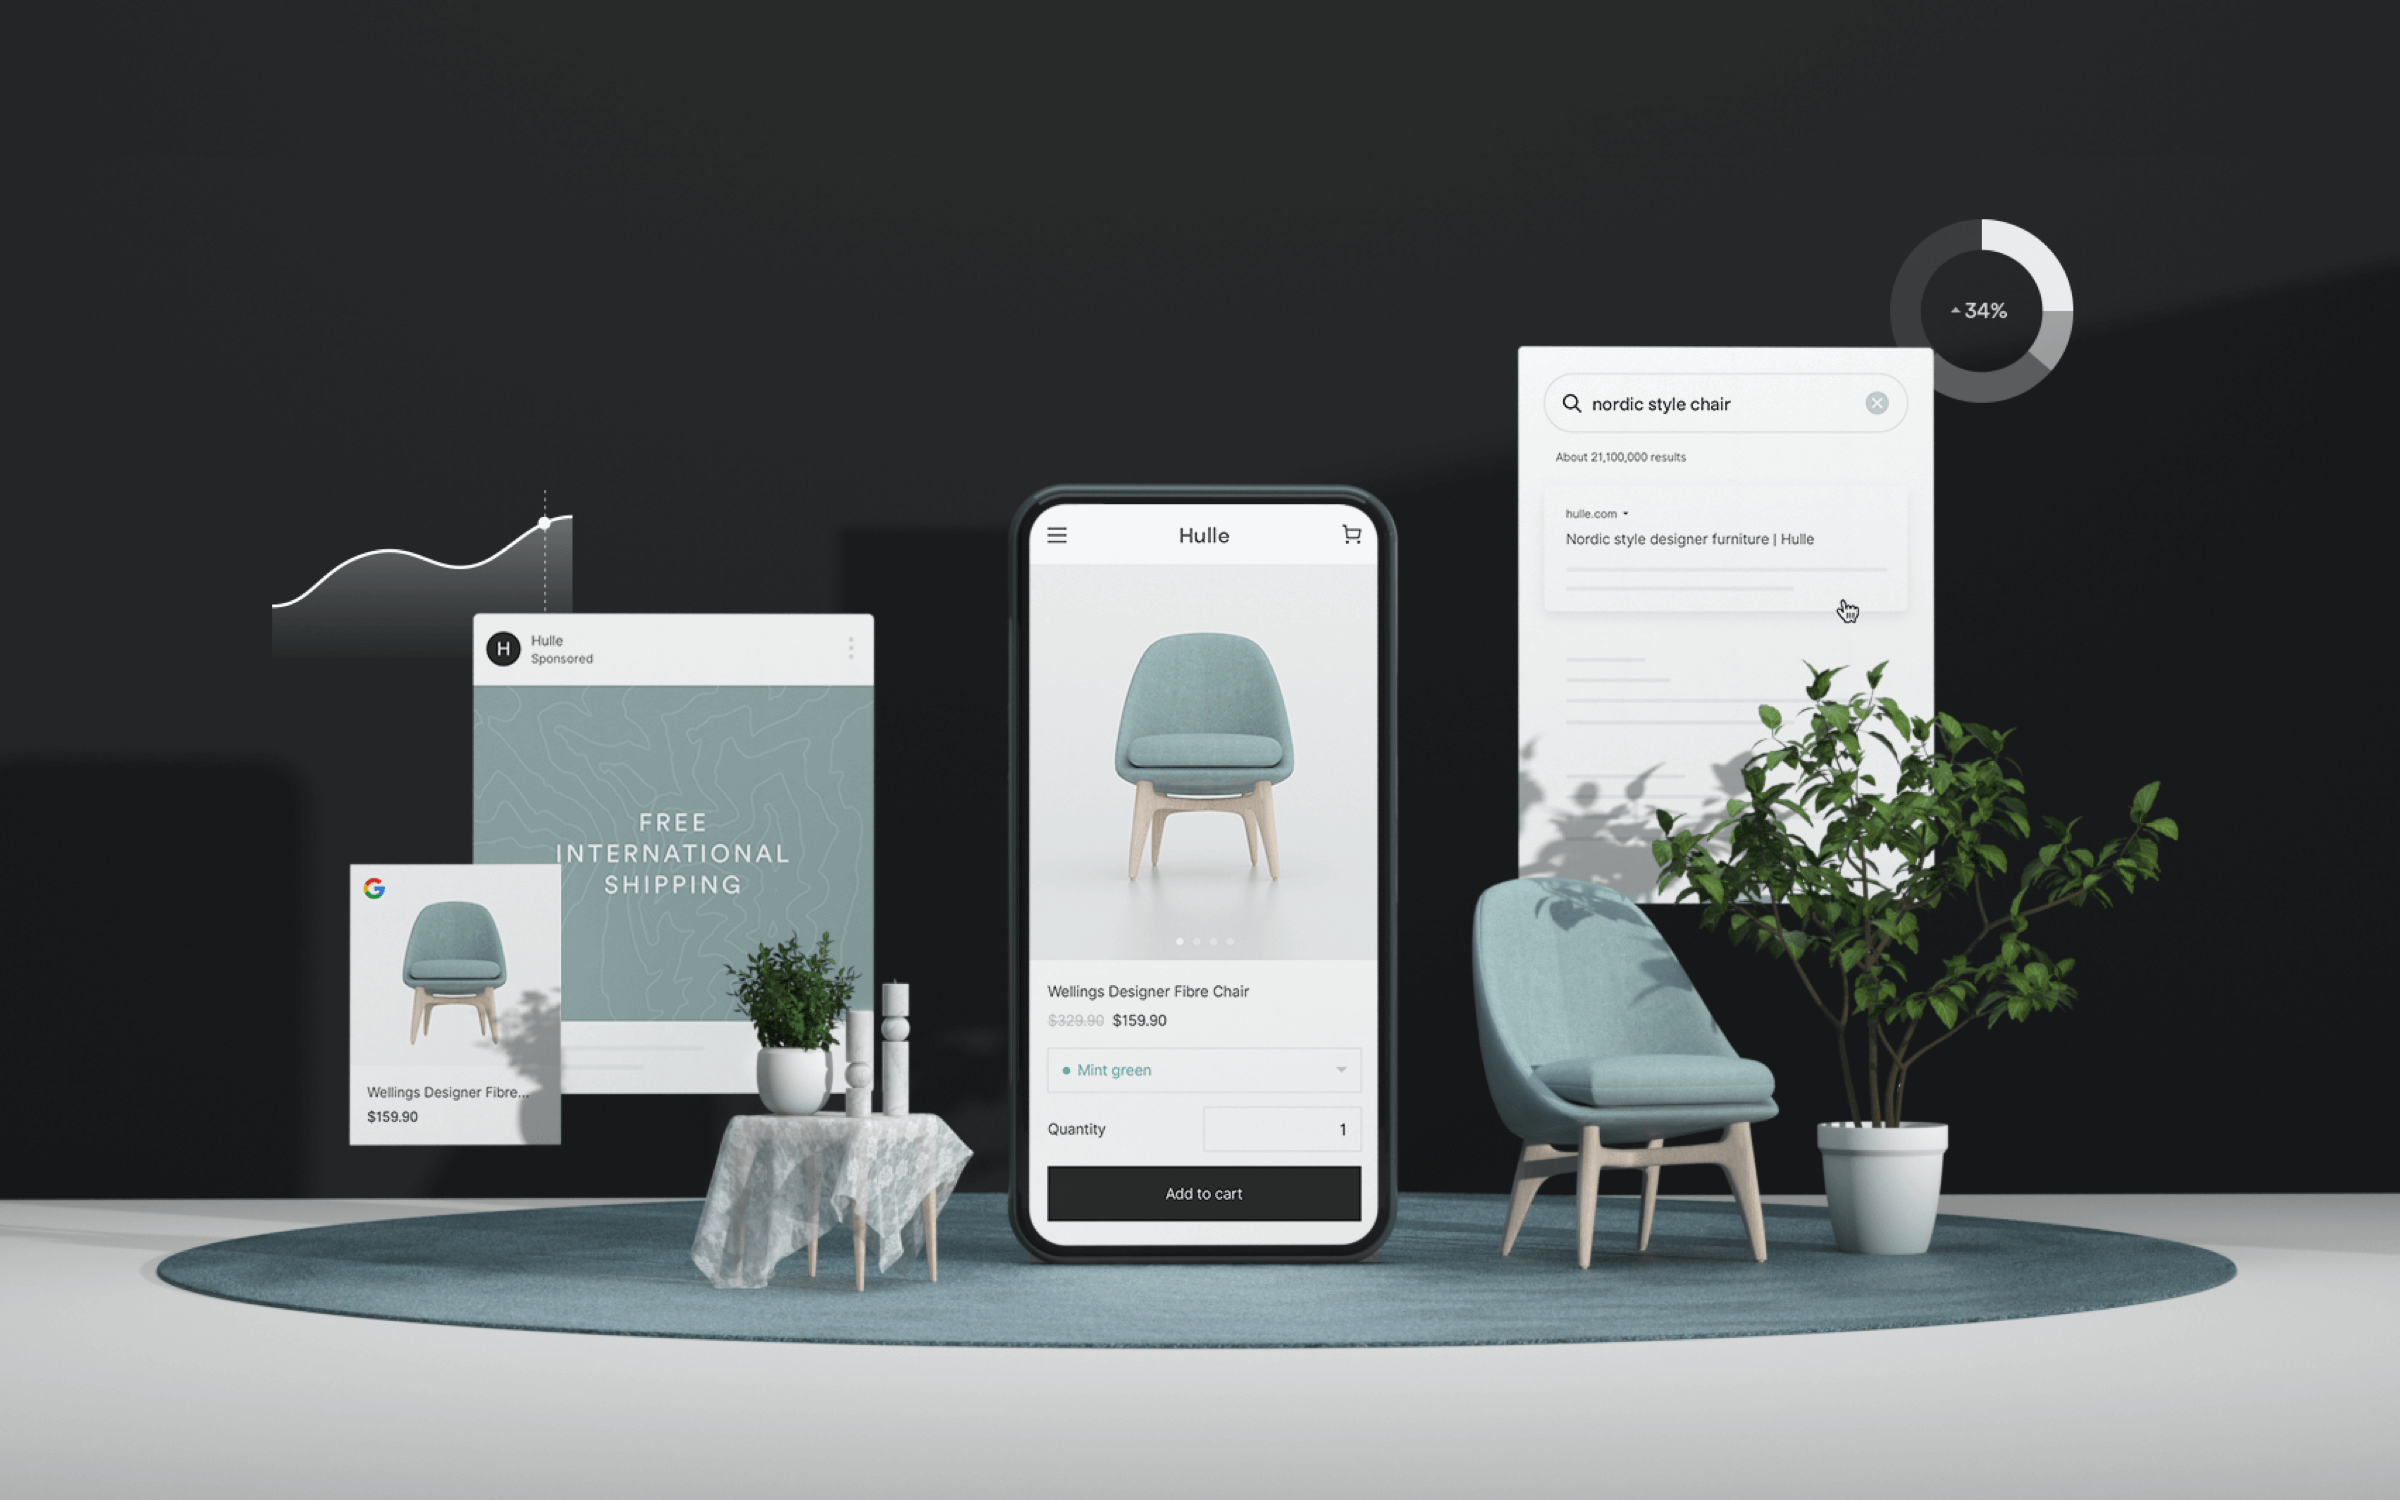 34%
nordic style chair
About 21,100,000 results
hulle.com
Nordic style designer furniture | Hulle
Hulle
Sponsored
H
FREE
INTERNATIONAL
SHIPPING
G
Wellings Designer Fibre...
$159.90
Hulle
Wellings Designer Fibre Chair
$329.90 $159.90
Mint green
Quantity 1
Add to cart